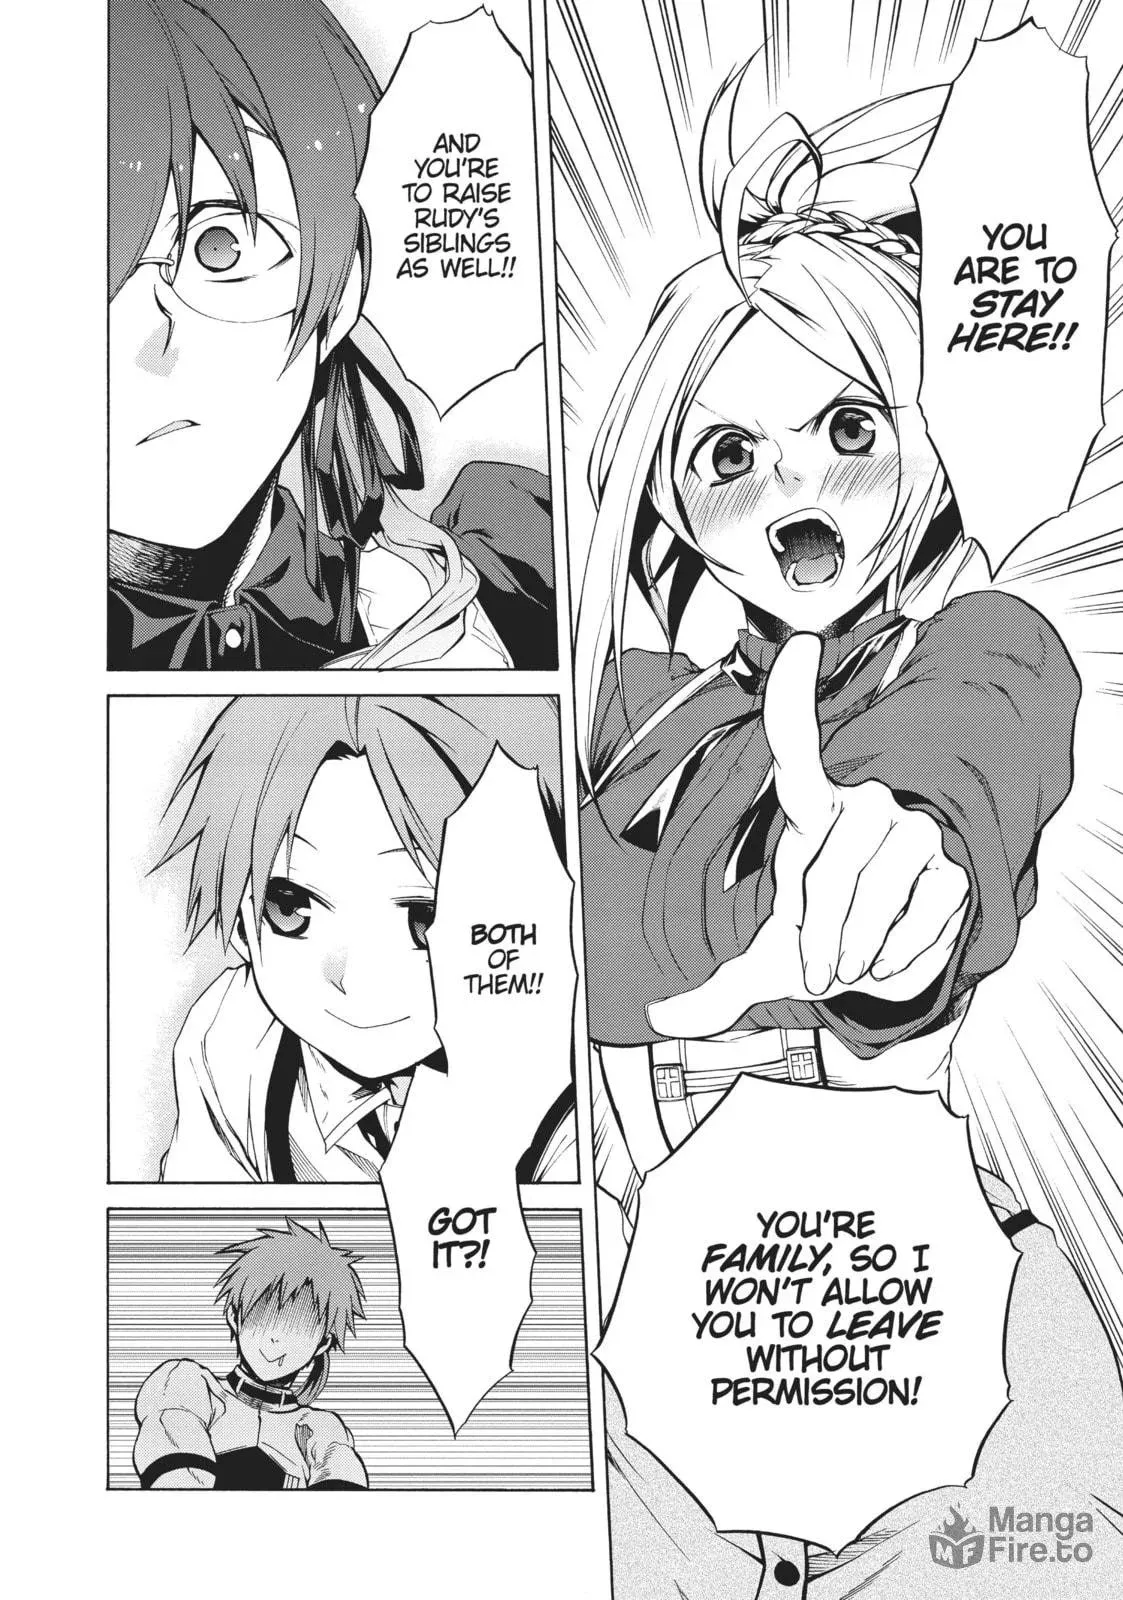 YOU
ARE TO
STAY
HERE!!
YOU'RE
FAMILY, SO I
WON'T ALLOW
YOU TO LEAVE
WITHOUT
PERMISSION!
AND
YOU'RE
TO RAISE
RUDY'S
SIBLINGS
AS WELL!!
BOTH
OF
THEM!!
GOT
IT?!
MF
Manga
Fire.to